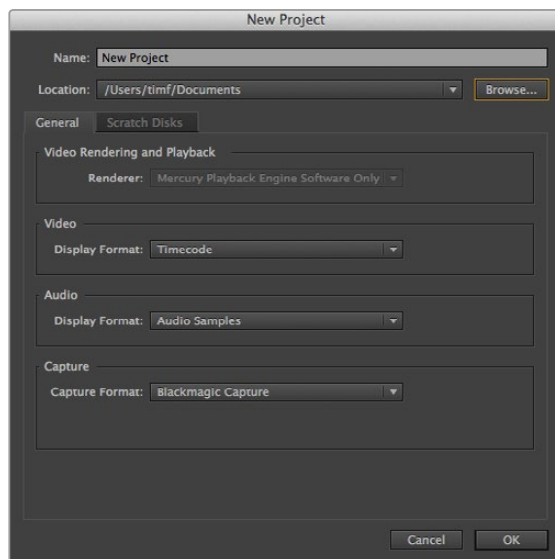 New Project
Name: New Project
Location: /Users/timf/Documents Browse...
General Scratch Disks
Video Rendering and Playback
Renderer: Mercury Playback Engine Software Only
Video
Display Format: Timecode
Audio
Display Format: Audio Samples
Capture
Capture Format: Blackmagic Capture
Cancel OK